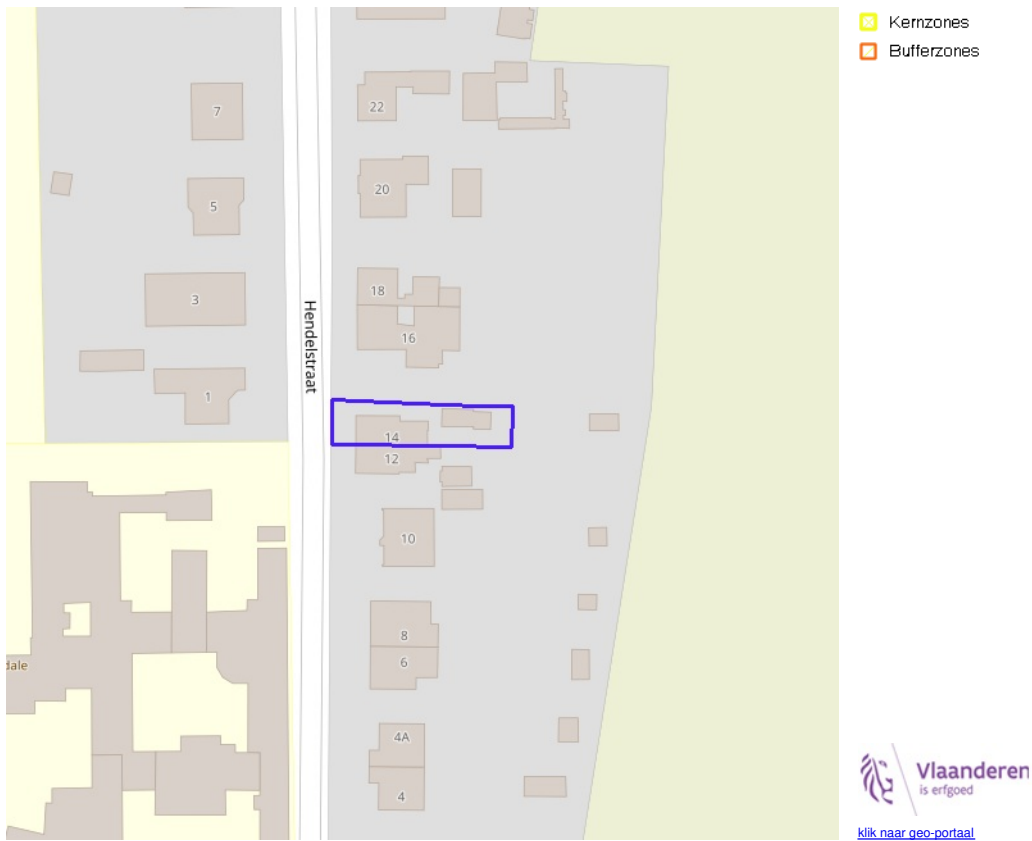 Kernzones
Bufferzones
22
7
20
5
18
3
16
Hendelstraat
1
14
12
10
8
6
dale
4A
4
Vlaanderen
is erfgoed
klik naar geo-portaal